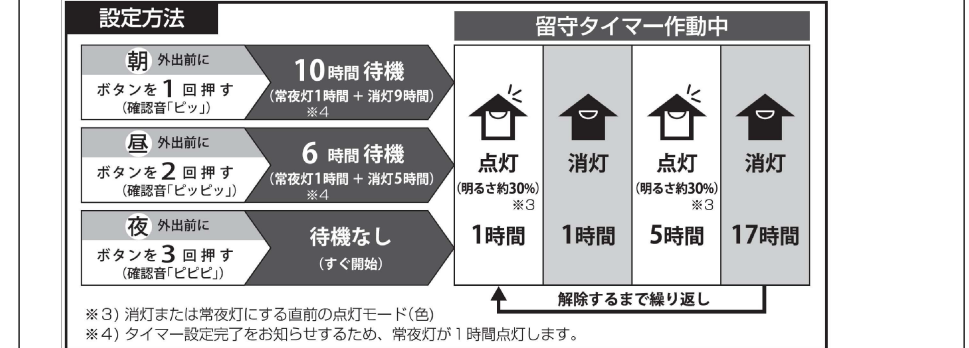 設定方法
留守タイマー作動中
朝 外出前に
ボタンを1回押す
(確認音「ピッ」)
10時間待機
(常夜灯1時間 + 消灯9時間)
※4
昼 外出前に
ボタンを2回押す
(確認音「ピッピッ」)
6 時間待機
(常夜灯1時間 + 消灯5時間)
※4
夜 外出前に
ボタンを3回押す
(確認音「ピピピ」)
待機なし
(すぐ開始)
点灯
(明るさ約30%)
※3
1時間
消灯
1時間
点灯
(明るさ約30%)
※3
5時間
消灯
17時間
解除するまで繰り返し
※3) 消灯または常夜灯にする直前の点灯モード(色)
※4) タイマー設定完了をお知らせするため、常夜灯が1時間点灯します。